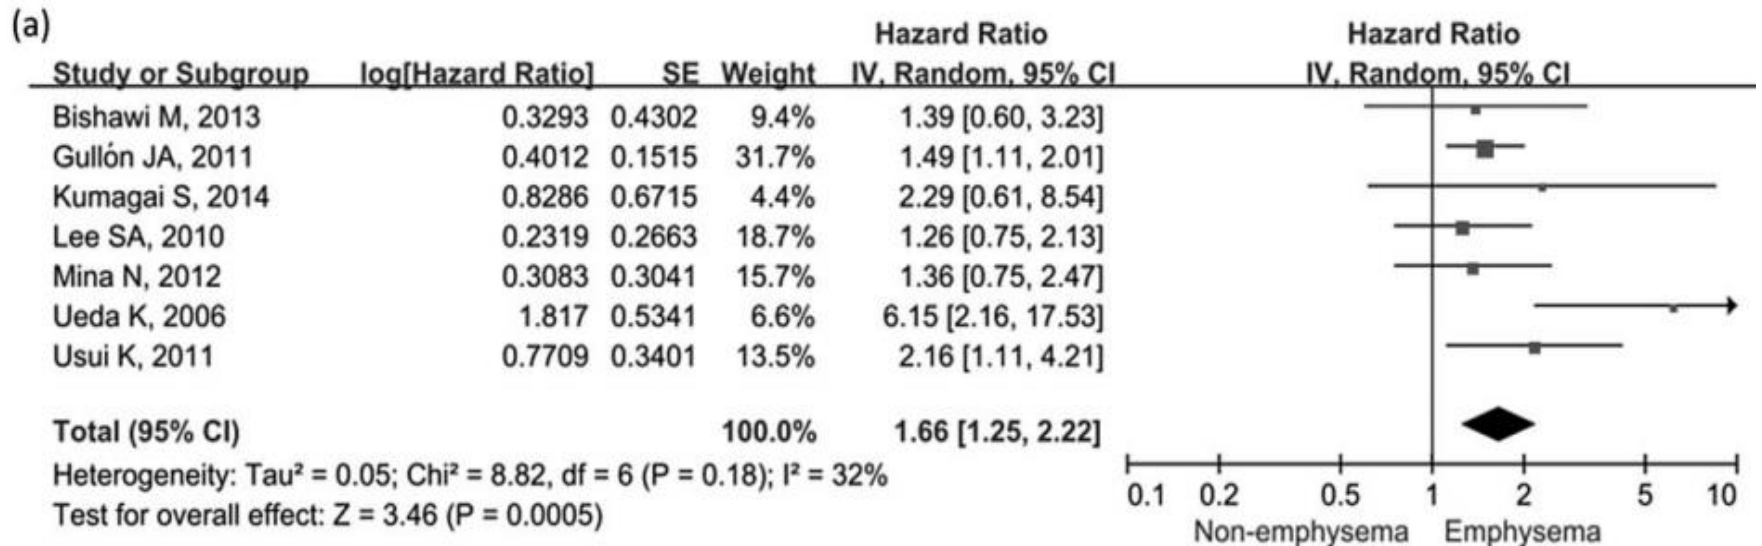 (a)
Hazard Ratio Hazard Ratio
Study or Subgroup log[Hazard Ratio] SE Weight IV, Random, 95% CI IV, Random, 95% CI
Bishawi M, 2013 0.3293 0.4302 9.4% 1.39 [0.60, 3.23]
Gullón JA, 2011 0.4012 0.1515 31.7% 1.49 [1.11, 2.01]
Kumagai S, 2014 0.8286 0.6715 4.4% 2.29 [0.61, 8.54]
Lee SA, 2010 0.2319 0.2663 18.7% 1.26 [0.75, 2.13]
Mina N, 2012 0.3083 0.3041 15.7% 1.36 [0.75, 2.47]
Ueda K, 2006 1.817 0.5341 6.6% 6.15 [2.16, 17.53]
Usui K, 2011 0.7709 0.3401 13.5% 2.16 [1.11, 4.21]
Total (95% CI) 100.0% 1.66 [1.25, 2.22]
Heterogeneity: Tau² = 0.05; Chi² = 8.82, df = 6 (P = 0.18); I² = 32%
Test for overall effect: Z = 3.46 (P = 0.0005)
0.1 0.2 0.5 1 2 5 10
Non-emphysema Emphysema